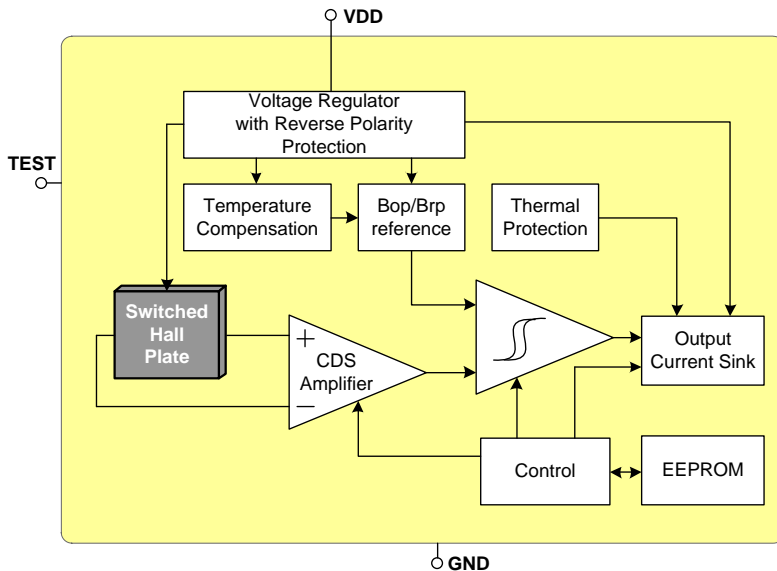 VDD
Voltage Regulator
with Reverse Polarity
Protection
TEST
Temperature
Compensation
Bop/Brp
reference
Thermal
Protection
Switched
Hall
Plate
+
CDS
Amplifier
−
Output
Current Sink
Control
EEPROM
GND